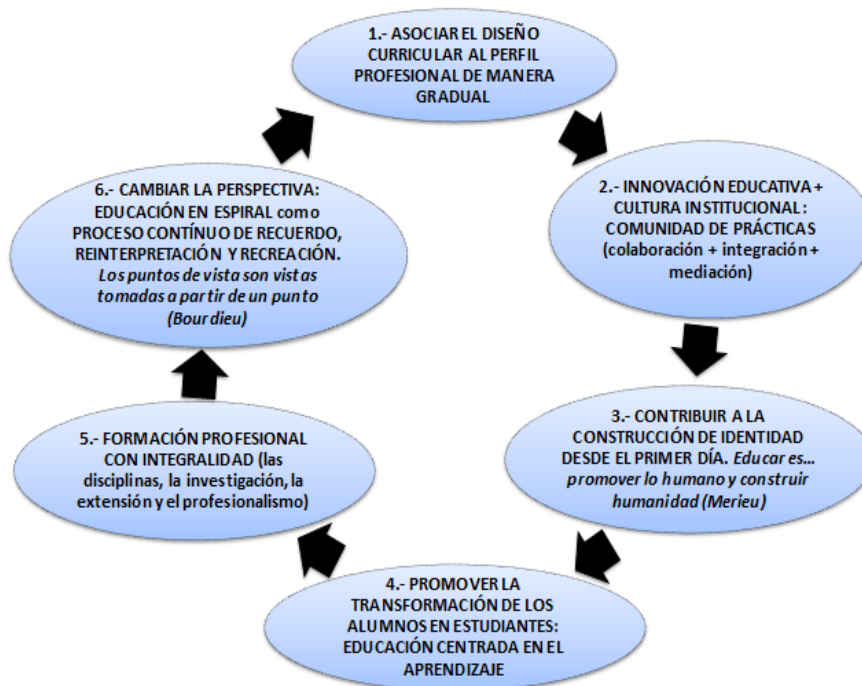 1.- ASOCIAR EL DISEÑO
CURRICULAR AL PERFIL
PROFESIONAL DE MANERA
GRADUAL
2.- INNOVACIÓN EDUCATIVA +
CULTURA INSTITUCIONAL :
COMUNIDAD DE PRÁCTICAS
(colaboración + integración +
mediación)
3.- CONTRIBUIR A LA
CONSTRUCCIÓN DE IDENTIDAD
DESDE EL PRIMER DÍA. Educar es...
promover lo humano y construir
humanidad (Merieu)
4.- PROMOVER LA
TRANSFORMACIÓN DE LOS
ALUMNOS EN ESTUDIANTES:
EDUCACIÓN CENTRADA EN EL
APRENDIZAJE
5.- FORMACIÓN PROFESIONAL
CON INTEGRALIDAD (las
disciplinas, la investigación, la
extensión y el profesionalismo)
6.- CAMBIAR LA PERSPECTIVA:
EDUCACIÓN EN ESPIRAL como
PROCESO CONTÍNUO DE RECUERDO,
REINTERPRETACIÓN Y RECREACIÓN.
Los puntos de vista son vistas
tomadas a partir de un punto
(Bourdieu)